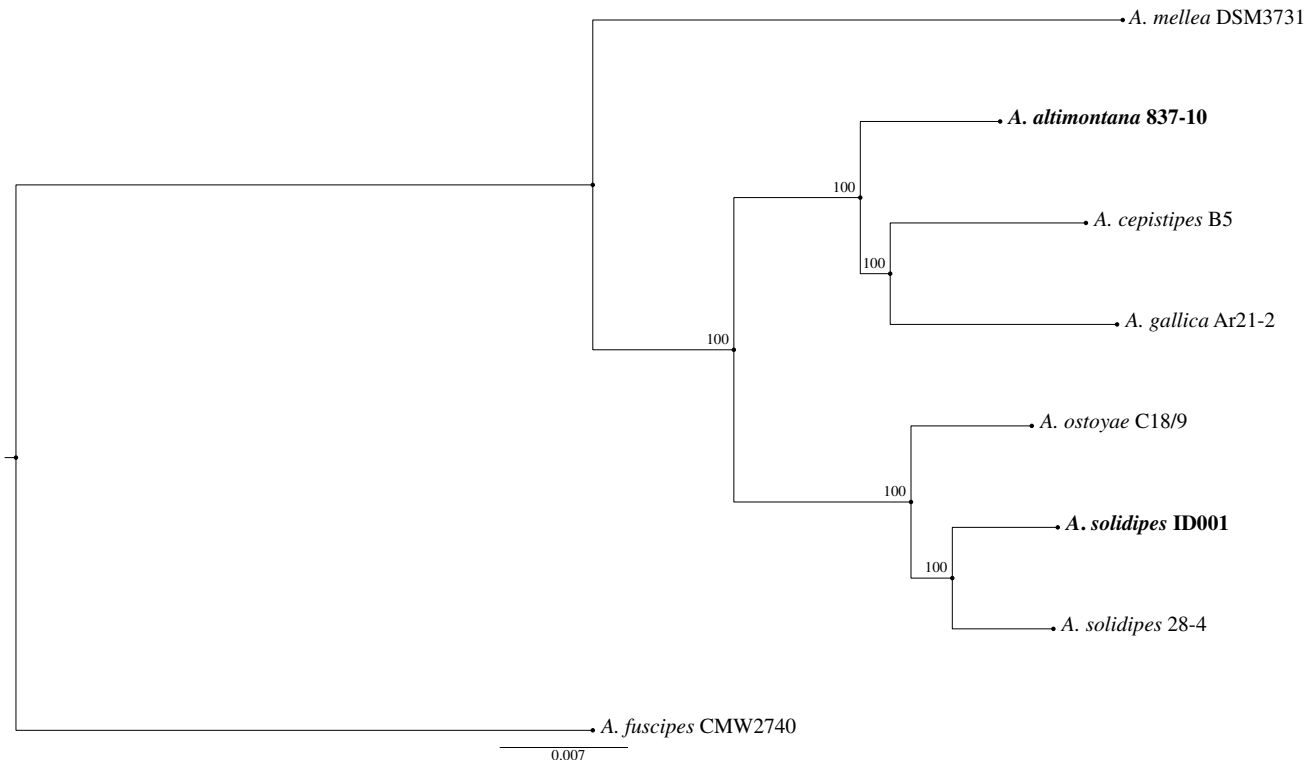 A. mellea DSM3731
A. altimontana 837-10
100
A. cepistipes B5
100
A. gallica Ar21-2
100
A. ostoyae C18/9
100
A. solidipes ID001
100
A. solidipes 28-4
A. fuscipes CMW2740
0.007